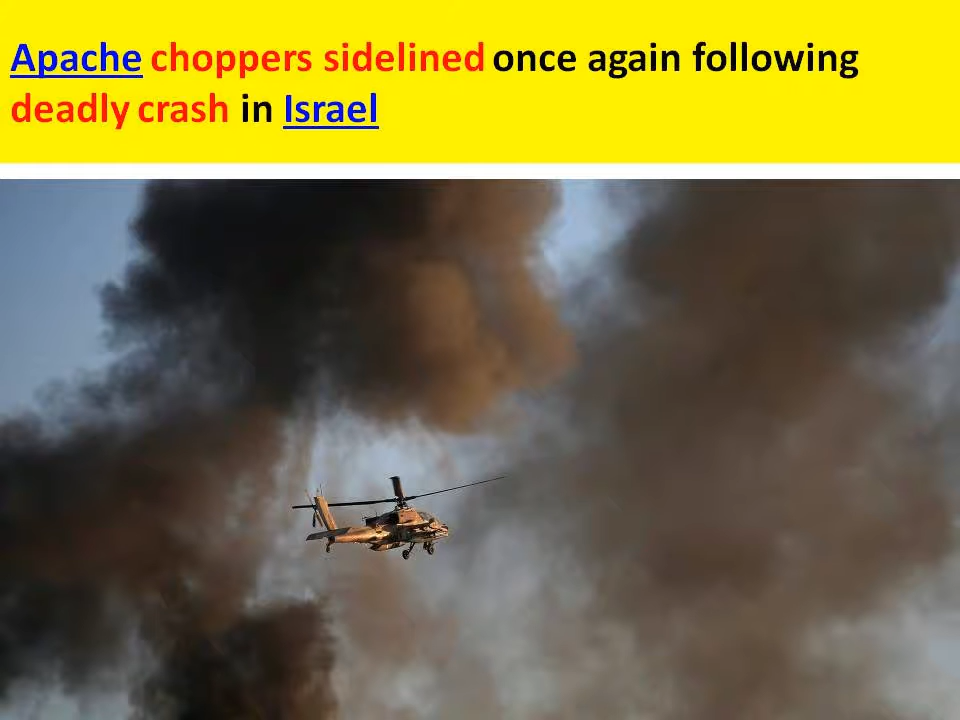 Apache choppers sidelined once again following
deadly crash in Israel